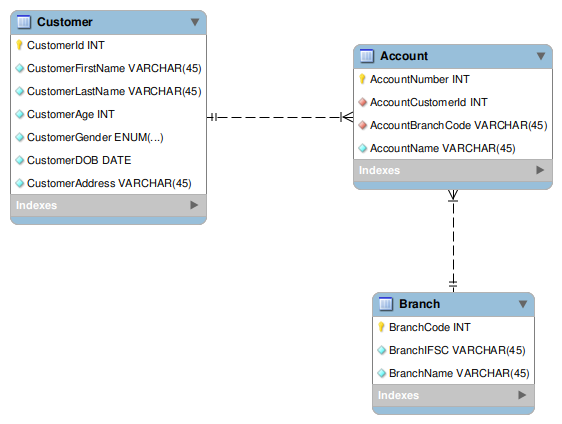 Customer
CustomerId INT
CustomerFirstName VARCHAR(45)
CustomerLastName VARCHAR(45)
CustomerAge INT
CustomerGender ENUM(...)
CustomerDOB DATE
CustomerAddress VARCHAR(45)
Indexes
Account
AccountNumber INT
AccountCustomerId INT
AccountBranchCode VARCHAR(45)
AccountName VARCHAR(45)
Indexes
Branch
BranchCode INT
BranchIFSC VARCHAR(45)
BranchName VARCHAR(45)
Indexes